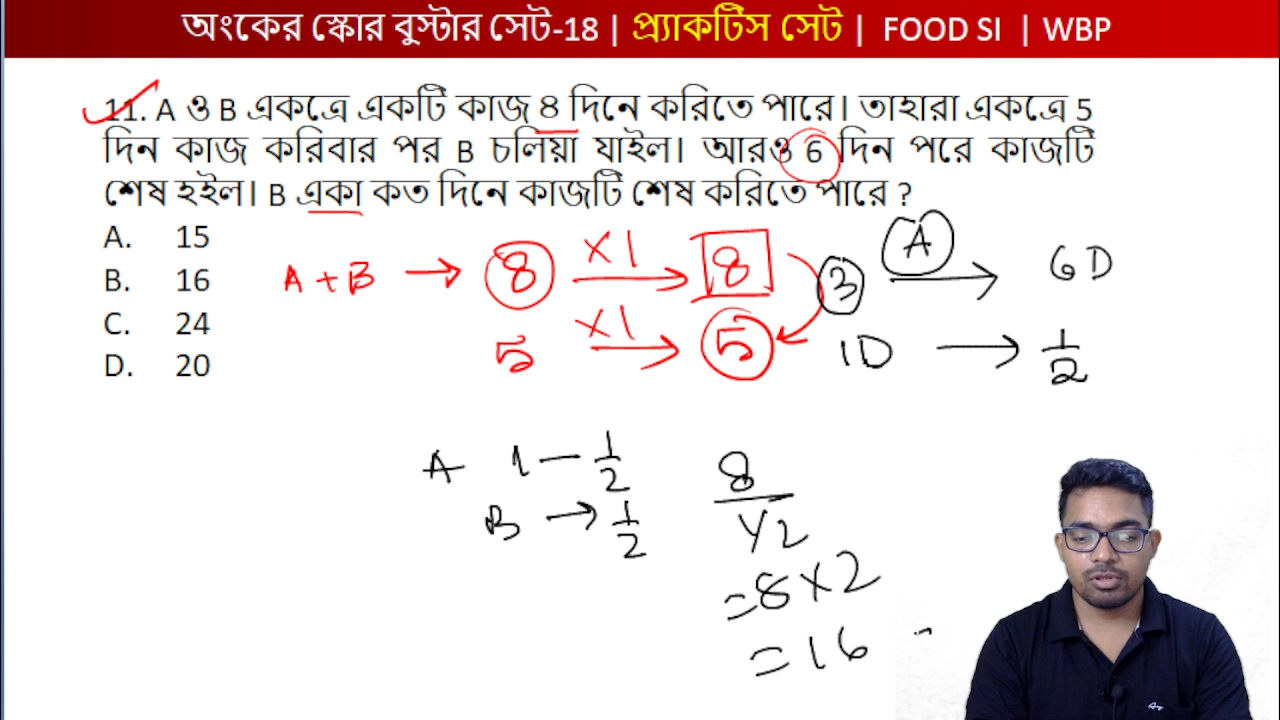 অংকের স্কোর বুস্টার সেট-18 | প্র্যাকটিস সেট | FOOD SI | WBP
11. A ও B একত্রে একটি কাজ ৪ দিনে করিতে পারে। তাহারা একত্রে 5
দিন কাজ করিবার পর B চলিয়া যাইল। আরও 6 দিন পরে কাজটি
শেষ হইল। B একা কত দিনে কাজটি শেষ করিতে পারে ?
A. 15
B. 16
C. 24
D. 20
A + B → 8 ×1 → 8
5 ×1 → 5
3 A → 6D
1D → 1/2
A 1 - 1/2
B → 1/2
8
1/2
= 8 × 2
= 16